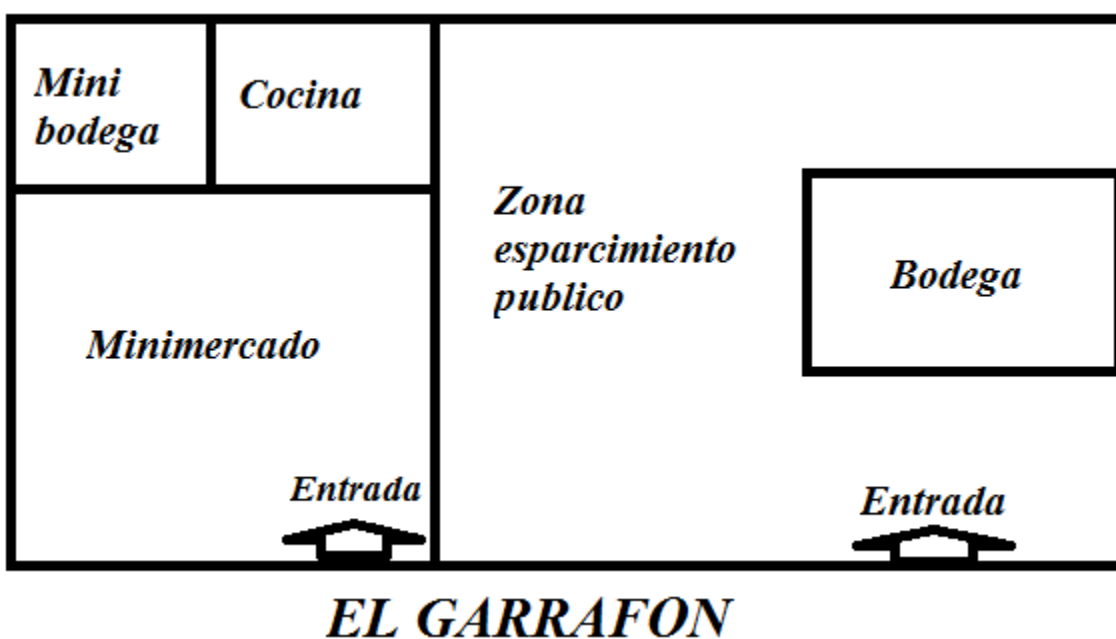 Mini
bodega
Cocina
Zona
esparcimiento
publico
Bodega
Minimercado
Entrada
Entrada
EL GARRAFON